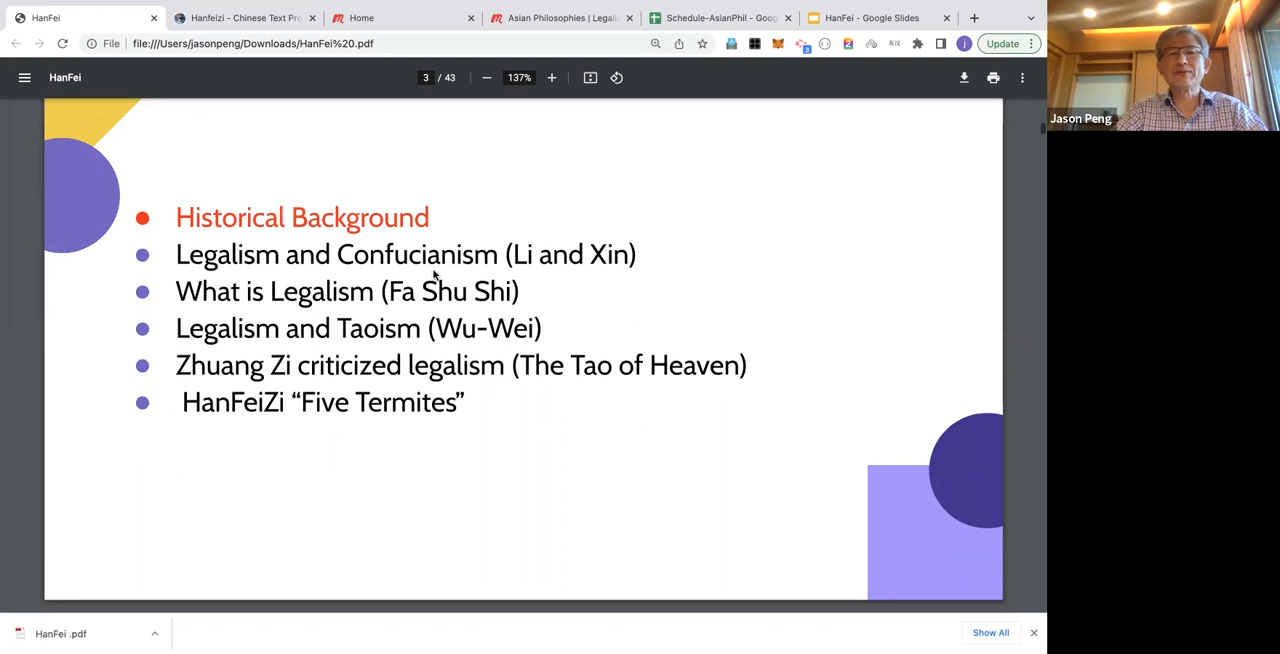 HanFei
Hanfeizi - Chinese Text Pro
Home
Asian Philosophies | Legali
Schedule-AsianPhil - Goog
HanFei - Google Slides
File
file:///Users/jasonpeng/Downloads/HanFei%20.pdf
Update
HanFei
3 / 43
137%
Jason Peng
Historical Background
Legalism and Confucianism (Li and Xin)
What is Legalism (Fa Shu Shi)
Legalism and Taoism (Wu-Wei)
Zhuang Zi criticized legalism (The Tao of Heaven)
HanFeiZi “Five Termites”
HanFei .pdf
Show All